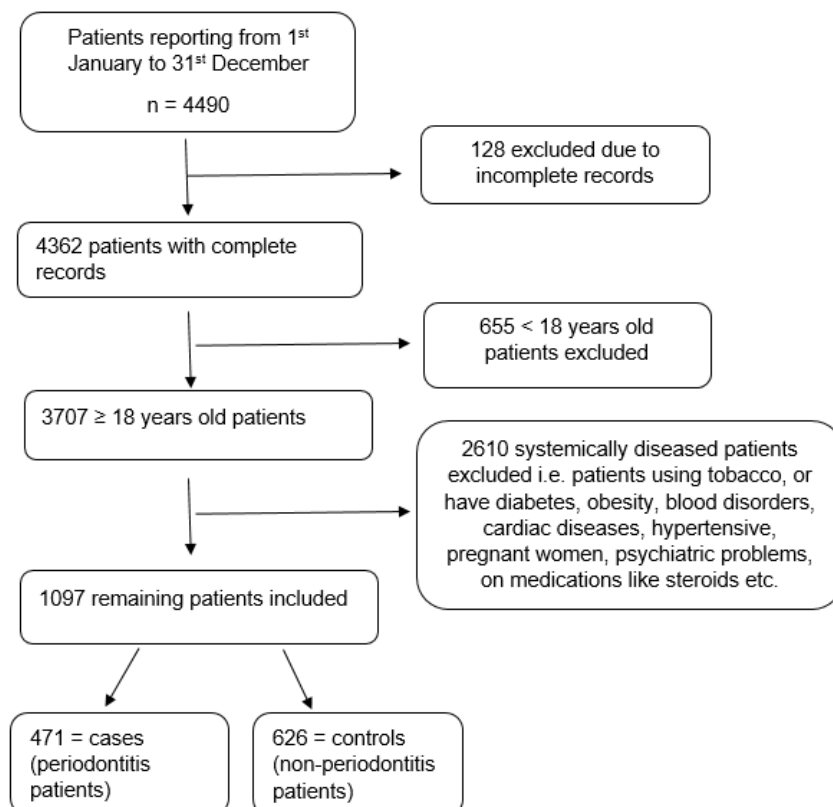 Patients reporting from 1st
January to 31st December
n = 4490
128 excluded due to
incomplete records
4362 patients with complete
records
655 < 18 years old
patients excluded
3707 ≥ 18 years old patients
2610 systemically diseased patients
excluded i.e. patients using tobacco, or
have diabetes, obesity, blood disorders,
cardiac diseases, hypertensive,
pregnant women, psychiatric problems,
on medications like steroids etc.
1097 remaining patients included
471 = cases
(periodontitis
patients)
626 = controls
(non-periodontitis
patients)